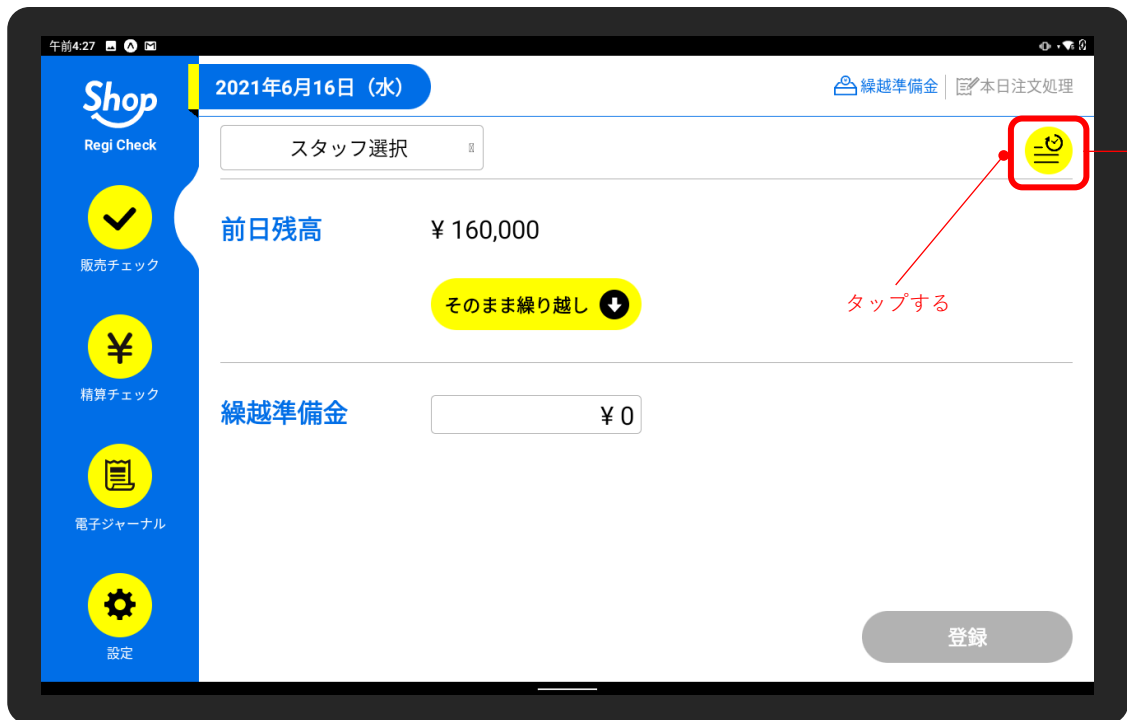 午前4:27
Shop
Regi Check
2021年6月16日（水）
繰越準備金
本日注文処理
スタッフ選択
前日残高
¥ 160,000
そのまま繰り越し
タップする
繰越準備金
¥ 0
登録
販売チェック
¥
精算チェック
電子ジャーナル
設定